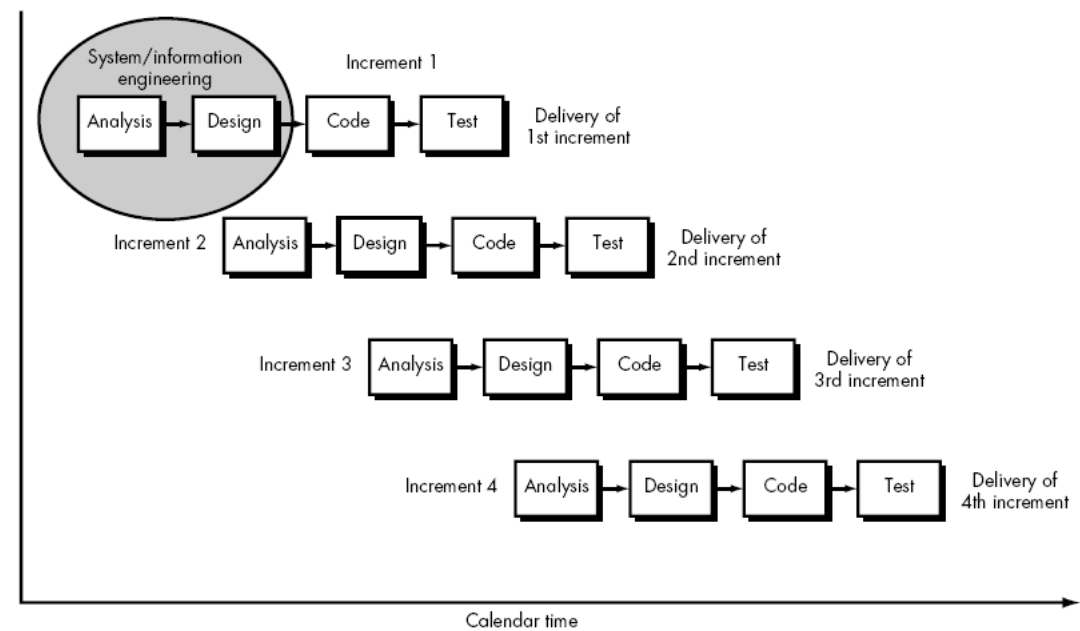 System/information
engineering
Increment 1
Analysis
Design
Code
Test
Delivery of
1st increment
Increment 2
Analysis
Design
Code
Test
Delivery of
2nd increment
Increment 3
Analysis
Design
Code
Test
Delivery of
3rd increment
Increment 4
Analysis
Design
Code
Test
Delivery of
4th increment
Calendar time